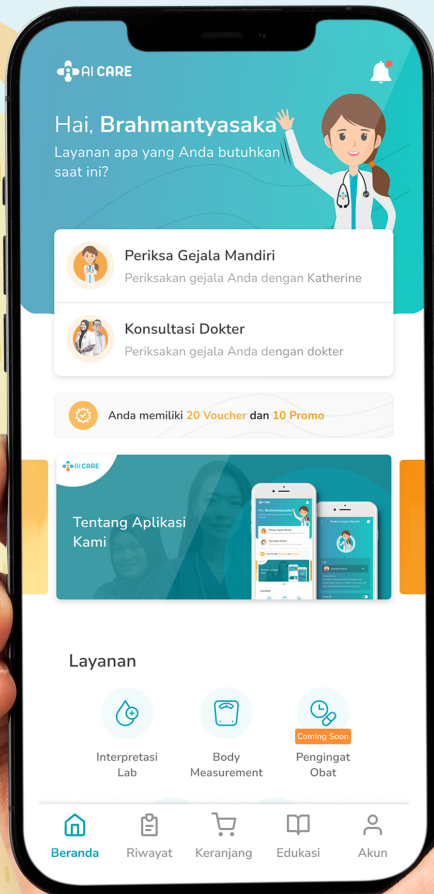 AI CARE
Hai, Brahmantyasaka
Layanan apa yang Anda butuhkan
saat ini?
Periksa Gejala Mandiri
Periksakan gejala Anda dengan Katherine
Konsultasi Dokter
Periksakan gejala Anda dengan dokter
Anda memiliki 20 Voucher dan 10 Promo
AI CARE
Tentang Aplikasi
Kami
Layanan
Interpretasi
Lab
Body
Measurement
Coming Soon
Pengingat
Obat
Beranda
Riwayat
Keranjang
Edukasi
Akun